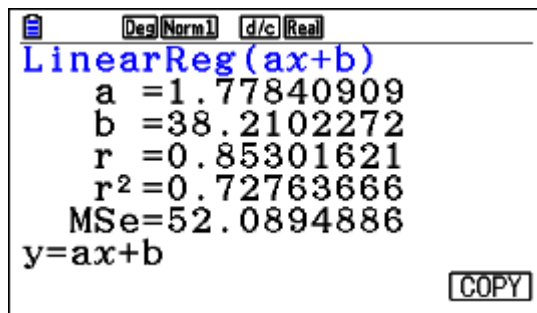 Deg Norm1 d/c Real
LinearReg(ax+b)
a =1.77840909
b =38.2102272
r =0.85301621
r²=0.72763666
MSe=52.0894886
y=ax+b
COPY